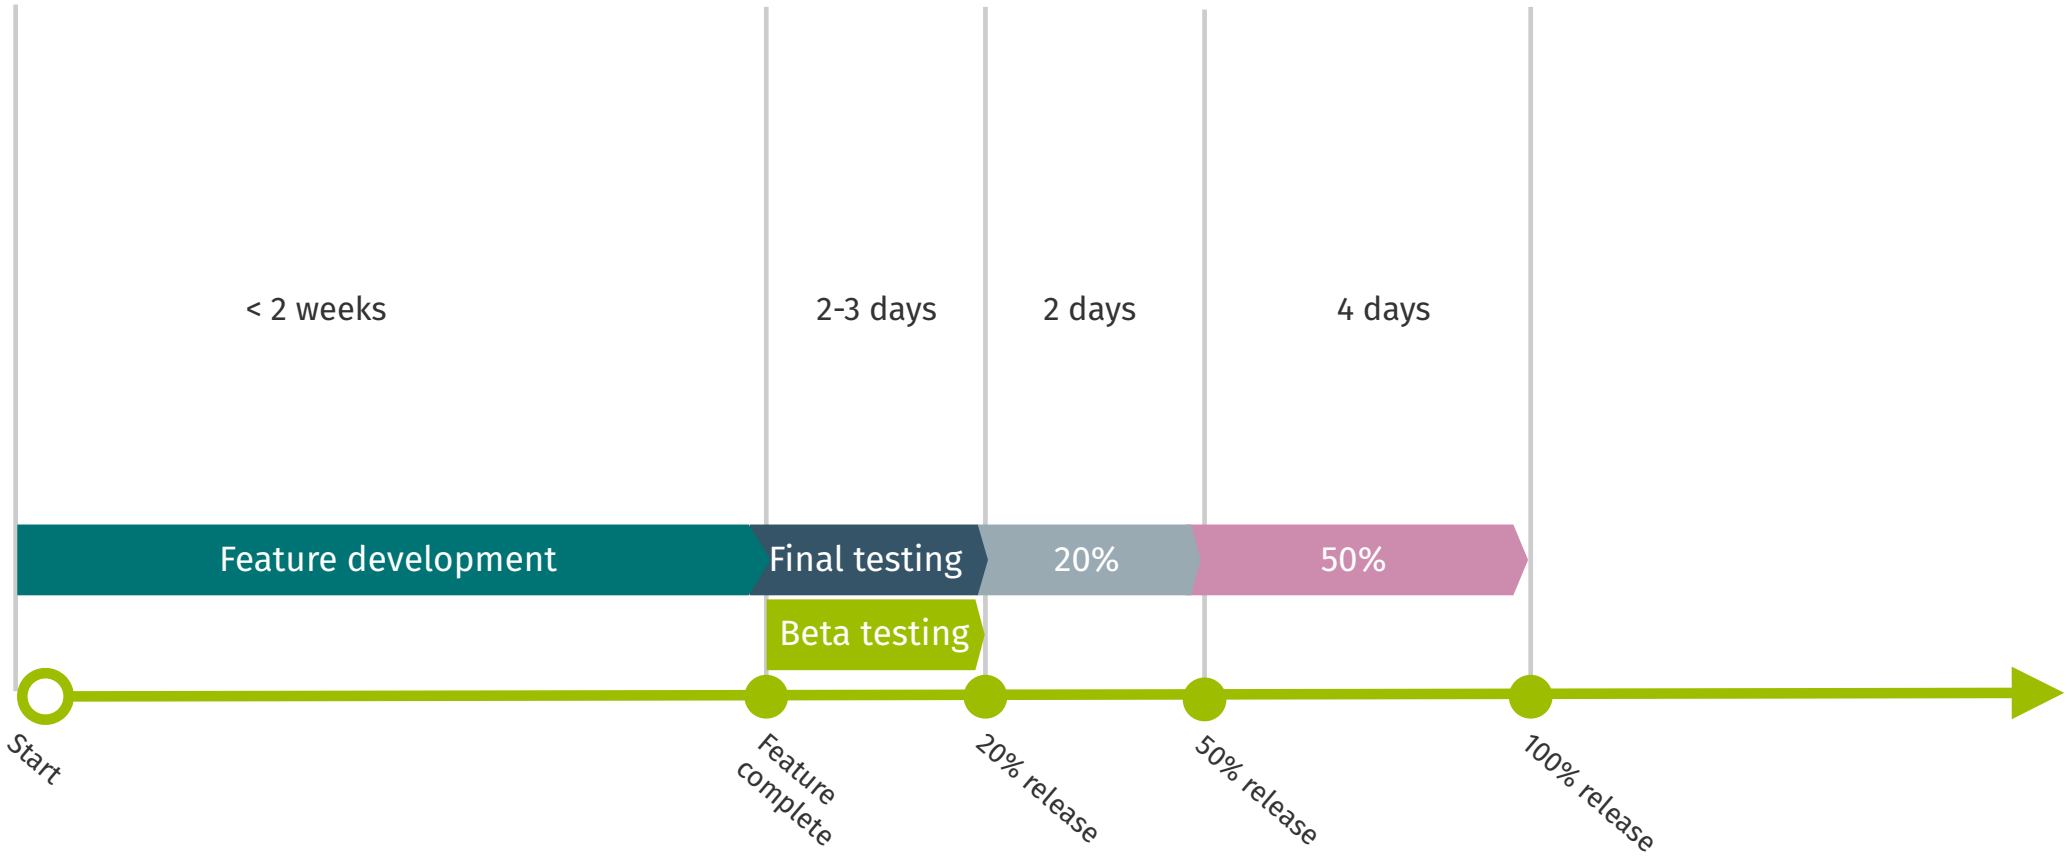 < 2 weeks
2-3 days
2 days
4 days
Feature development
Final testing
20%
50%
Beta testing
Start
Feature
complete
20% release
50% release
100% release